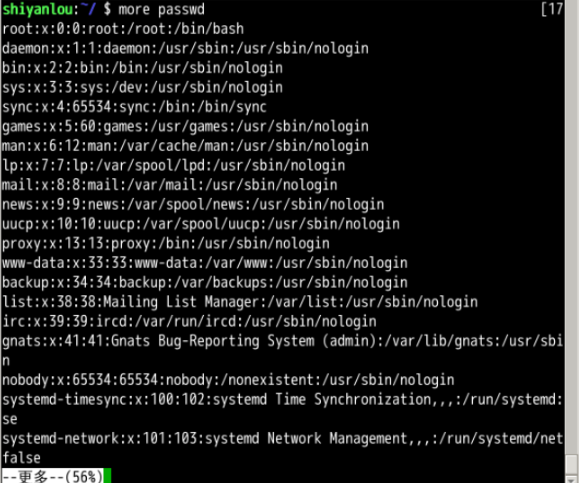 shiyanlou:~/ $ more passwd [17
root:x:0:0:root:/root:/bin/bash
daemon:x:1:1:daemon:/usr/sbin:/usr/sbin/nologin
bin:x:2:2:bin:/bin:/usr/sbin/nologin
sys:x:3:3:sys:/dev:/usr/sbin/nologin
sync:x:4:65534:sync:/bin:/bin/sync
games:x:5:60:games:/usr/games:/usr/sbin/nologin
man:x:6:12:man:/var/cache/man:/usr/sbin/nologin
lp:x:7:7:lp:/var/spool/lpd:/usr/sbin/nologin
mail:x:8:8:mail:/var/mail:/usr/sbin/nologin
news:x:9:9:news:/var/spool/news:/usr/sbin/nologin
uucp:x:10:10:uucp:/var/spool/uucp:/usr/sbin/nologin
proxy:x:13:13:proxy:/bin:/usr/sbin/nologin
www-data:x:33:33:www-data:/var/www:/usr/sbin/nologin
backup:x:34:34:backup:/var/backups:/usr/sbin/nologin
list:x:38:38:Mailing List Manager:/var/list:/usr/sbin/nologin
irc:x:39:39:ircd:/var/run/ircd:/usr/sbin/nologin
gnats:x:41:41:Gnats Bug-Reporting System (admin):/var/lib/gnats:/usr/sbi
n
nobody:x:65534:65534:nobody:/nonexistent:/usr/sbin/nologin
systemd-timesync:x:100:102:systemd Time Synchronization,,,:/run/systemd:
se
systemd-network:x:101:103:systemd Network Management,,,:/run/systemd/net
false
--更多--(56%)